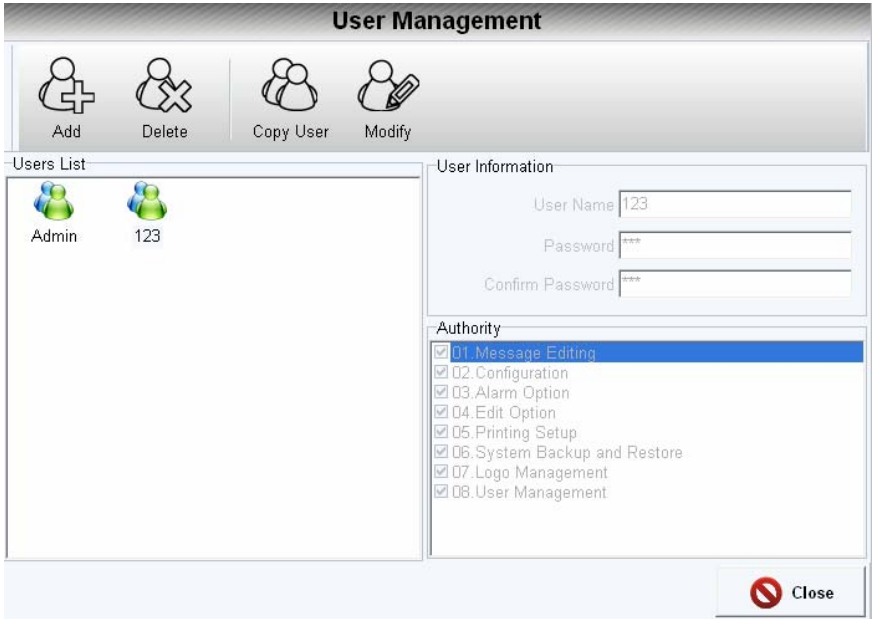 User Management
Add Delete Copy User Modify
Users List
Admin 123
User Information
User Name 123
Password ***
Confirm Password ***
Authority
01.Message Editing
02.Configuration
03.Alarm Option
04.Edit Option
05.Printing Setup
06.System Backup and Restore
07.Logo Management
08.User Management
Close